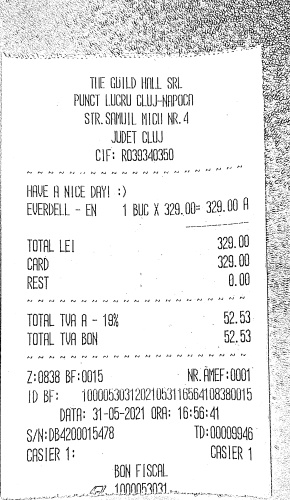 THE GUILD HALL SRL
PUNCT LUCRU CLUJ-NAPOCA
STR.SAMUIL MICU NR.4
JUDET CLUJ
CIF: RO39340350
HAVE A NICE DAY! :)
EVERDELL - EN 1 BUC X 329.00= 329.00 A
TOTAL LEI 329.00
CARD 329.00
REST 0.00
TOTAL TVA A - 19% 52.53
TOTAL TVA BON 52.53
Z:0838 BF:0015 NR.AMEF:0001
ID BF: 10000530312021053116564108380015
DATA: 31-05-2021 ORA: 16:56:41
S/N:DB4200015478 TD:00009946
CASIER 1: CASIER 1
BON FISCAL
1000053031